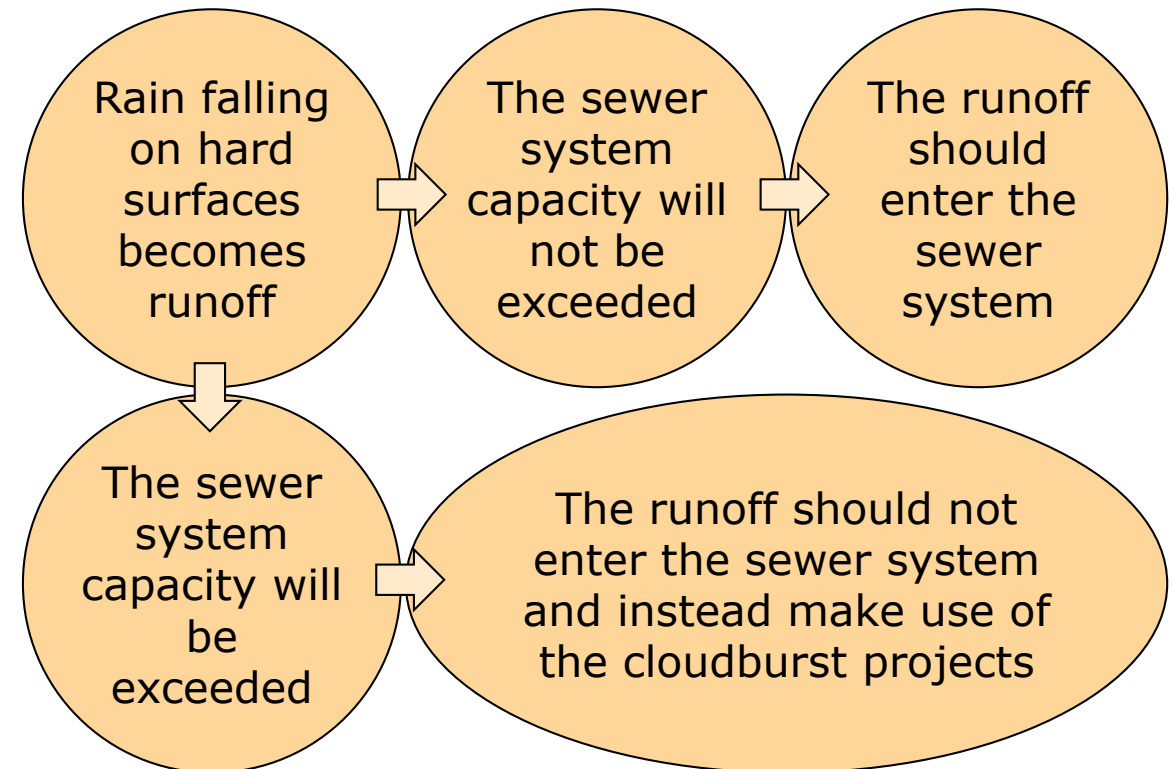 Rain falling
on hard
surfaces
becomes
runoff
The sewer
system
capacity will
not be
exceeded
The runoff
should
enter the
sewer
system
The sewer
system
capacity will
be
exceeded
The runoff should not
enter the sewer system
and instead make use of
the cloudburst projects